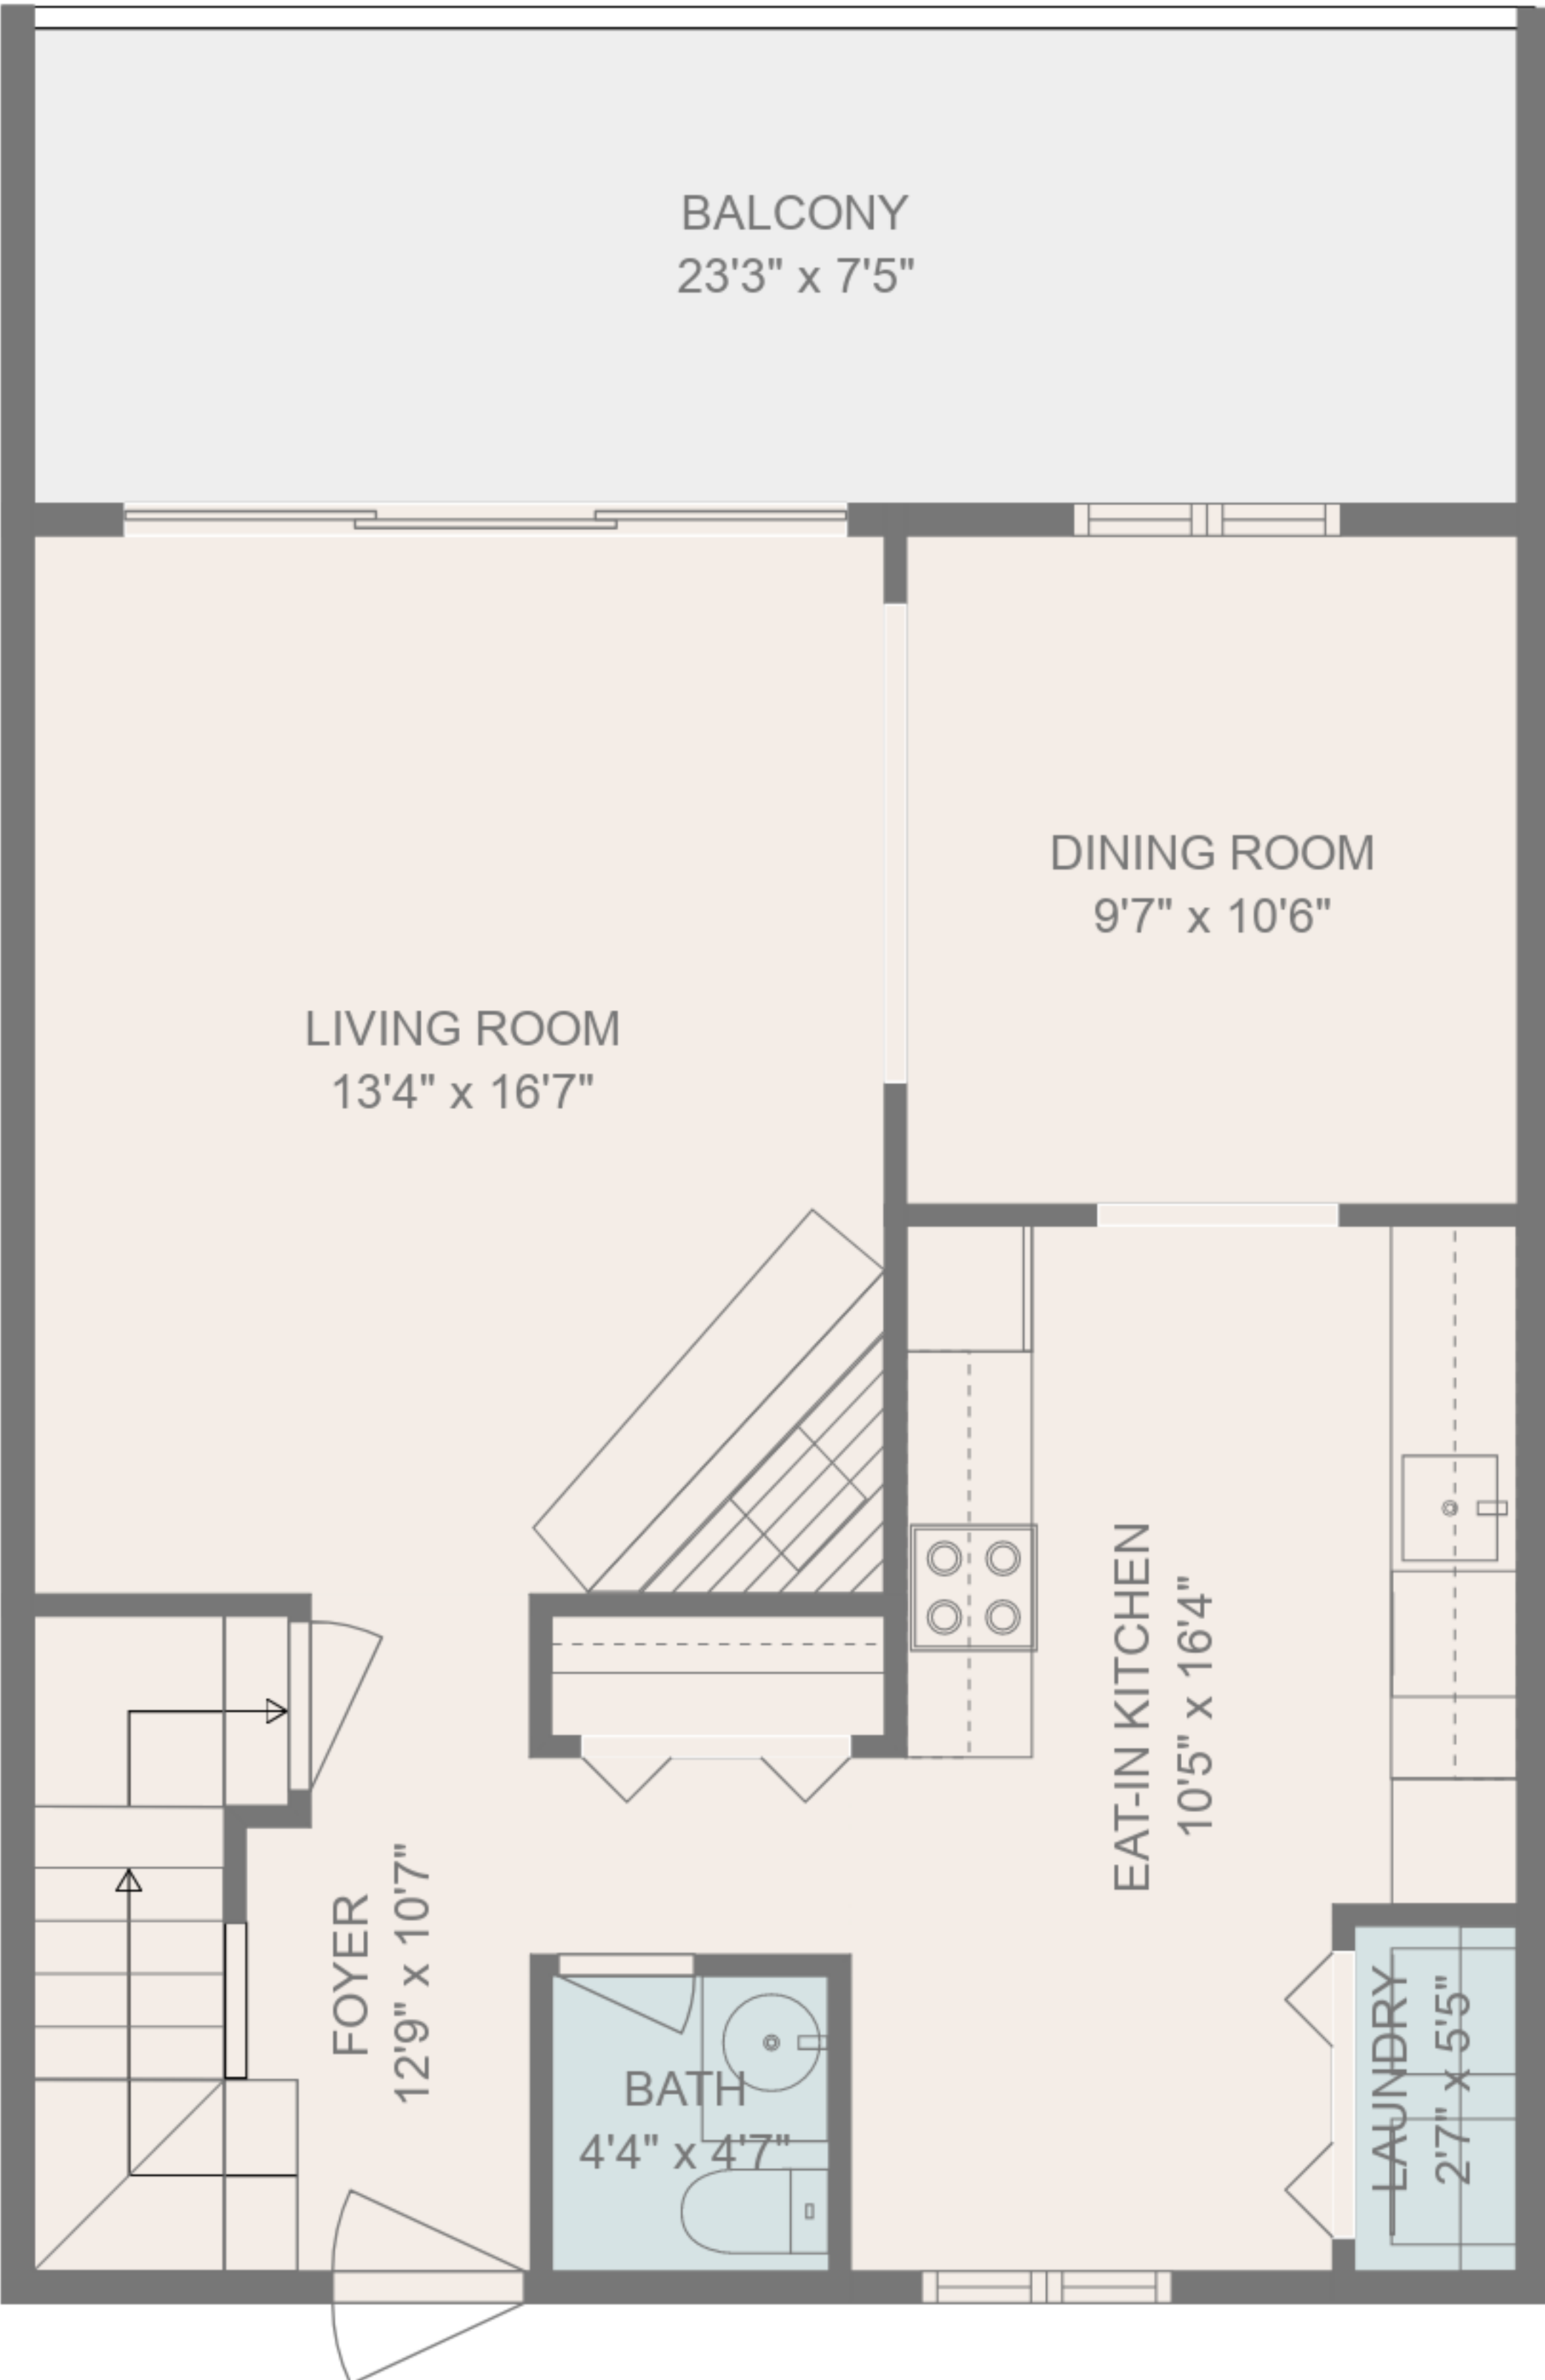 BALCONY
23'3" x 7'5"
DINING ROOM
9'7" x 10'6"
LIVING ROOM
13'4" x 16'7"
EAT-IN KITCHEN
10'5" x 16'4"
FOYER
12'9" x 10'7"
BATH
4'4" x 4'7"
LAUNDRY
2'7" x 5'5"